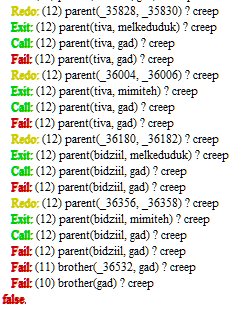 Redo: (12) parent(_35828, _35830) ? creep
Exit: (12) parent(tiva, melkeduduk) ? creep
Call: (12) parent(tiva, gad) ? creep
Fail: (12) parent(tiva, gad) ? creep
Redo: (12) parent(_36004, _36006) ? creep
Exit: (12) parent(tiva, mimiteh) ? creep
Call: (12) parent(tiva, gad) ? creep
Fail: (12) parent(tiva, gad) ? creep
Redo: (12) parent(_36180, _36182) ? creep
Exit: (12) parent(bidziil, melkeduduk) ? creep
Call: (12) parent(bidziil, gad) ? creep
Fail: (12) parent(bidziil, gad) ? creep
Redo: (12) parent(_36356, _36358) ? creep
Exit: (12) parent(bidziil, mimiteh) ? creep
Call: (12) parent(bidziil, gad) ? creep
Fail: (12) parent(bidziil, gad) ? creep
Fail: (11) brother(_36532, gad) ? creep
Fail: (10) brother(gad) ? creep
false.